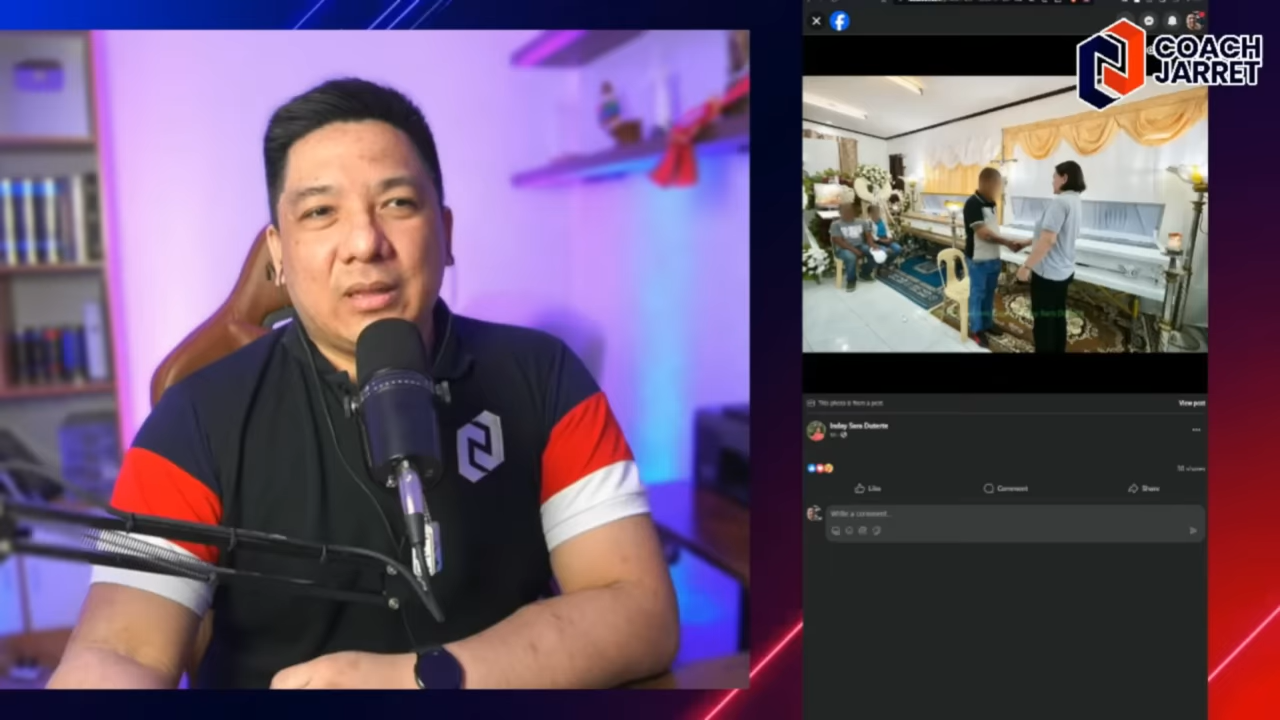 COACH
JARRET
This photo is from a post.
View post
Inday Sara Duterte
Like
Comment
Share
Write a comment...